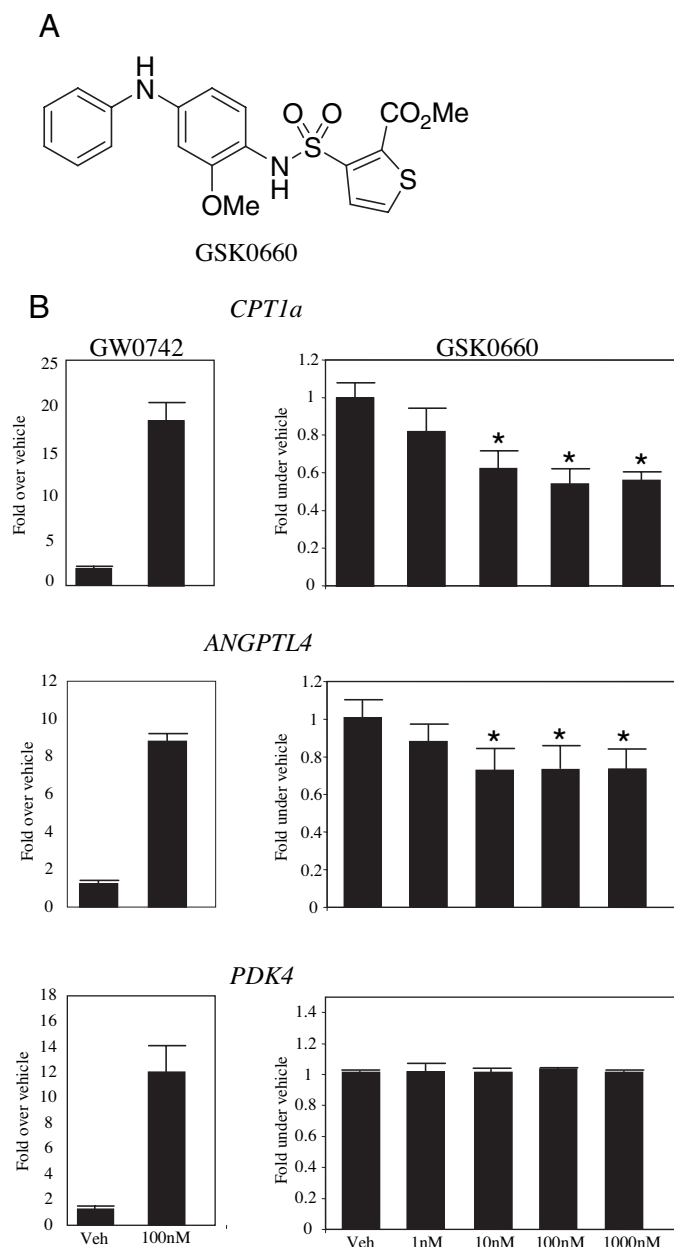 A
H
N
O O
CO2Me
S
N
H
S
OMe
GSK0660
B
CPT1a
GW0742
GSK0660
Fold over vehicle
25
20
15
10
5
2
0
Fold under vehicle
1.2
1
0.8
0.6
0.4
0.2
0
* * *
ANGPTL4
Fold over vehicle
12
10
8
6
4
2
0
Fold under vehicle
1.2
1
0.8
0.6
0.4
0.2
0
* * *
PDK4
Fold over vehicle
18
16
14
12
10
8
6
4
2
0
Veh 100nM
Fold under vehicle
1.4
1.2
1
0.8
0.6
0.4
0.2
0
Veh 1nM 10nM 100nM 1000nM